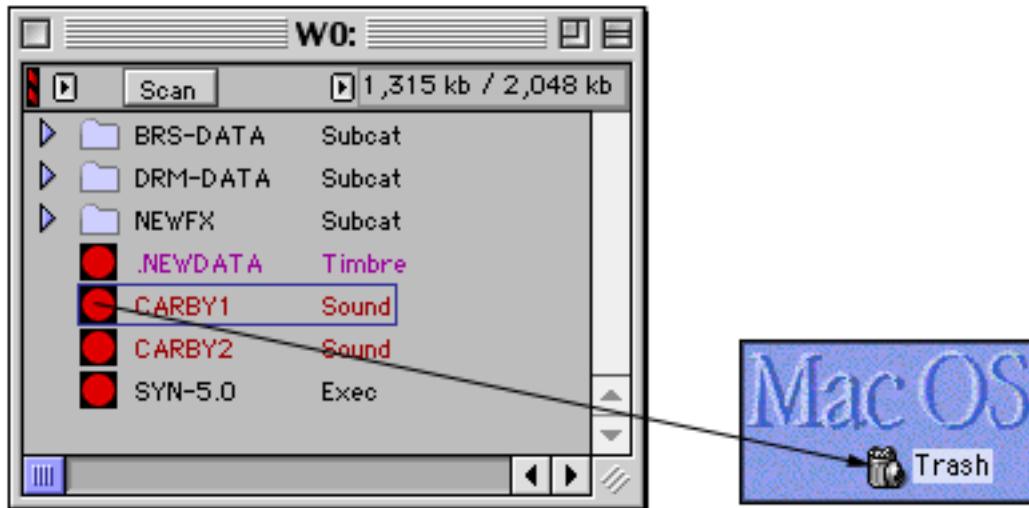 W0:
Scan 1,315 kb / 2,048 kb
BRS-DATA Subcat
DRM-DATA Subcat
NEWFX Subcat
.NEWDATA Timbre
CARBY1 Sound
CARBY2 Sound
SYN-5.0 Exec
Mac OS
Trash